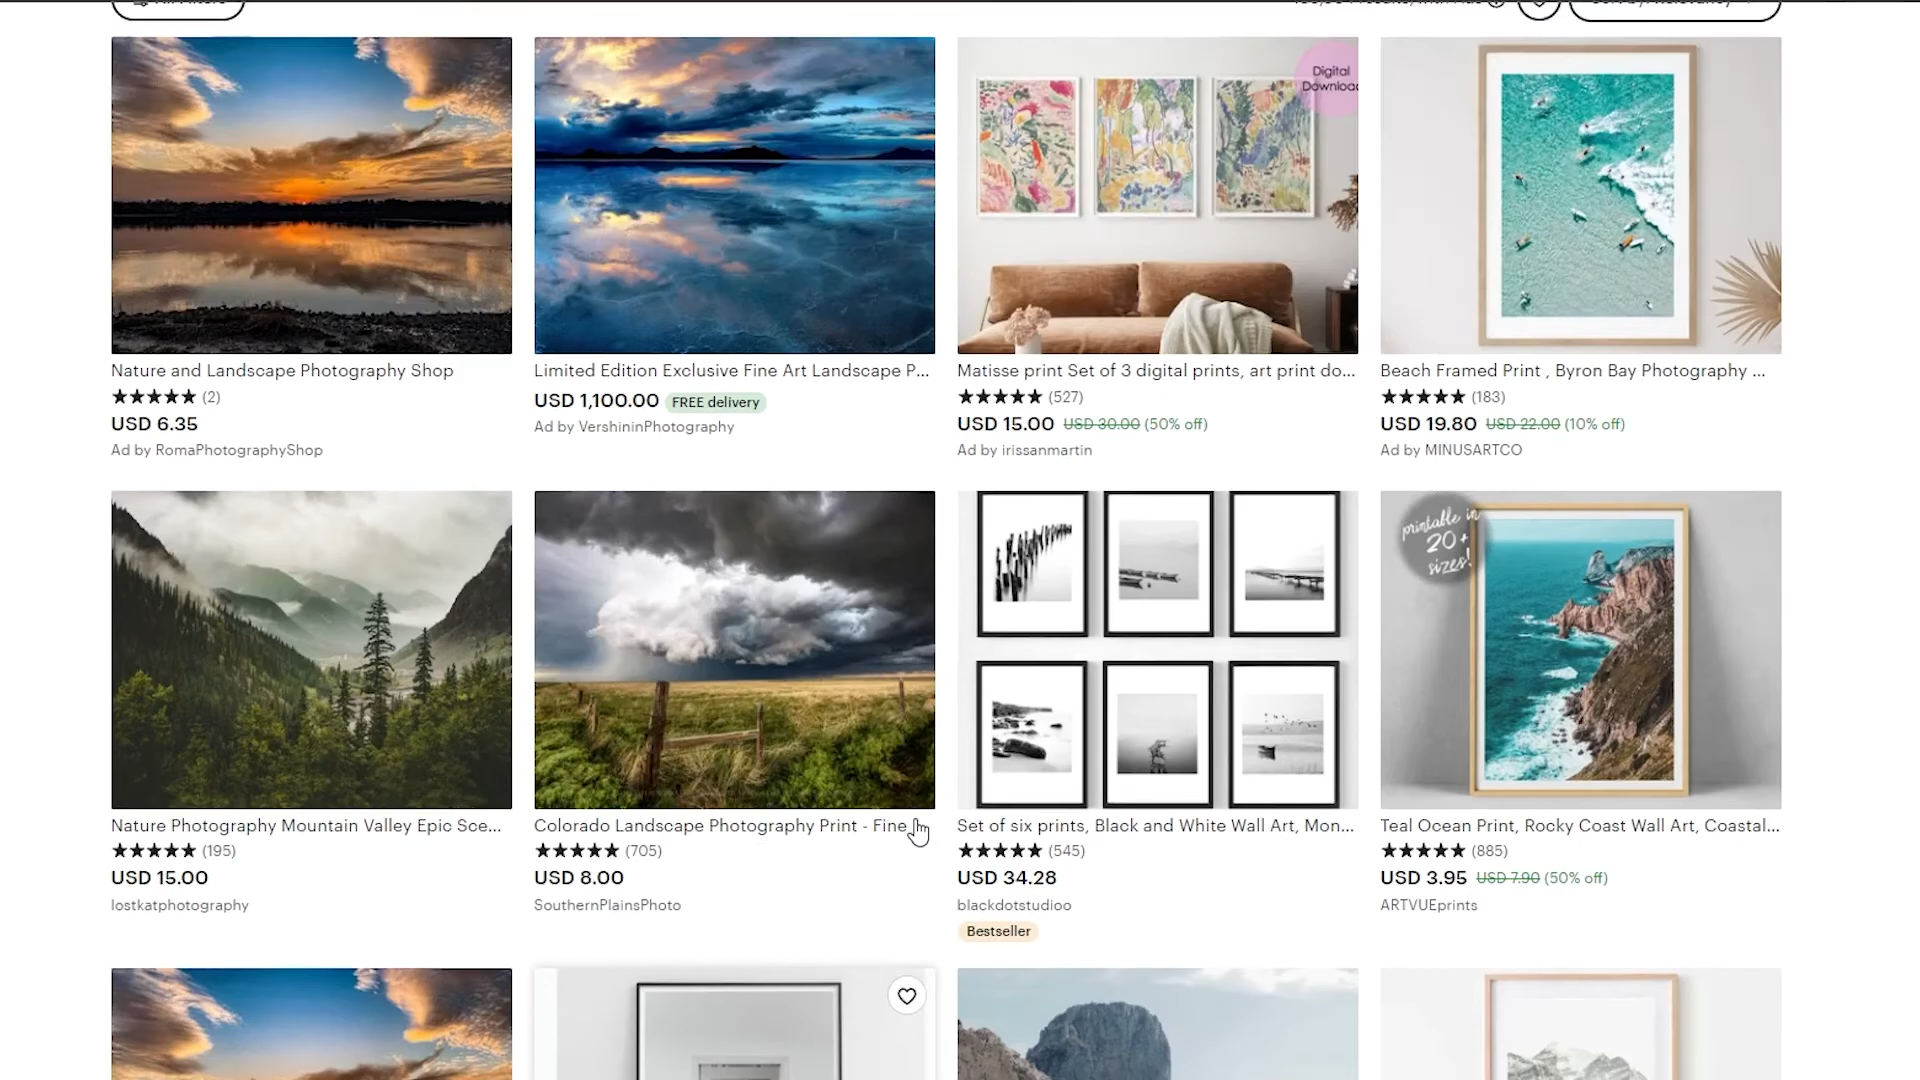 Digital
Download
Nature and Landscape Photography Shop
(2)
USD 6.35
Ad by RomaPhotographyShop
Limited Edition Exclusive Fine Art Landscape P...
USD 1,100.00 FREE delivery
Ad by VershininPhotography
Matisse print Set of 3 digital prints, art print do...
(527)
USD 15.00 USD 30.00 (50% off)
Ad by irissanmartin
Beach Framed Print , Byron Bay Photography ...
(183)
USD 19.80 USD 22.00 (10% off)
Ad by MINUSARTCO
printable in
20+
sizes!
Nature Photography Mountain Valley Epic Sce...
(195)
USD 15.00
lostkatphotography
Colorado Landscape Photography Print - Fine
(705)
USD 8.00
SouthernPlainsPhoto
Set of six prints, Black and White Wall Art, Mon...
(545)
USD 34.28
blackdotstudioo
Bestseller
Teal Ocean Print, Rocky Coast Wall Art, Coastal...
(885)
USD 3.95 USD 7.90 (50% off)
ARTVUEprints